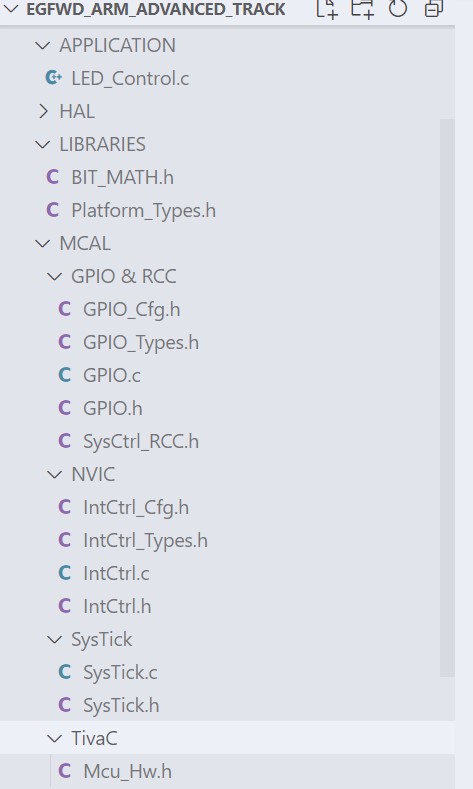 EGFWD_ARM_ADVANCED_TRACK
APPLICATION
LED_Control.c
HAL
LIBRARIES
C BIT_MATH.h
C Platform_Types.h
MCAL
GPIO & RCC
C GPIO_Cfg.h
C GPIO_Types.h
C GPIO.c
C GPIO.h
C SysCtrl_RCC.h
NVIC
C IntCtrl_Cfg.h
C IntCtrl_Types.h
C IntCtrl.c
C IntCtrl.h
SysTick
C SysTick.c
C SysTick.h
TivaC
C Mcu_Hw.h